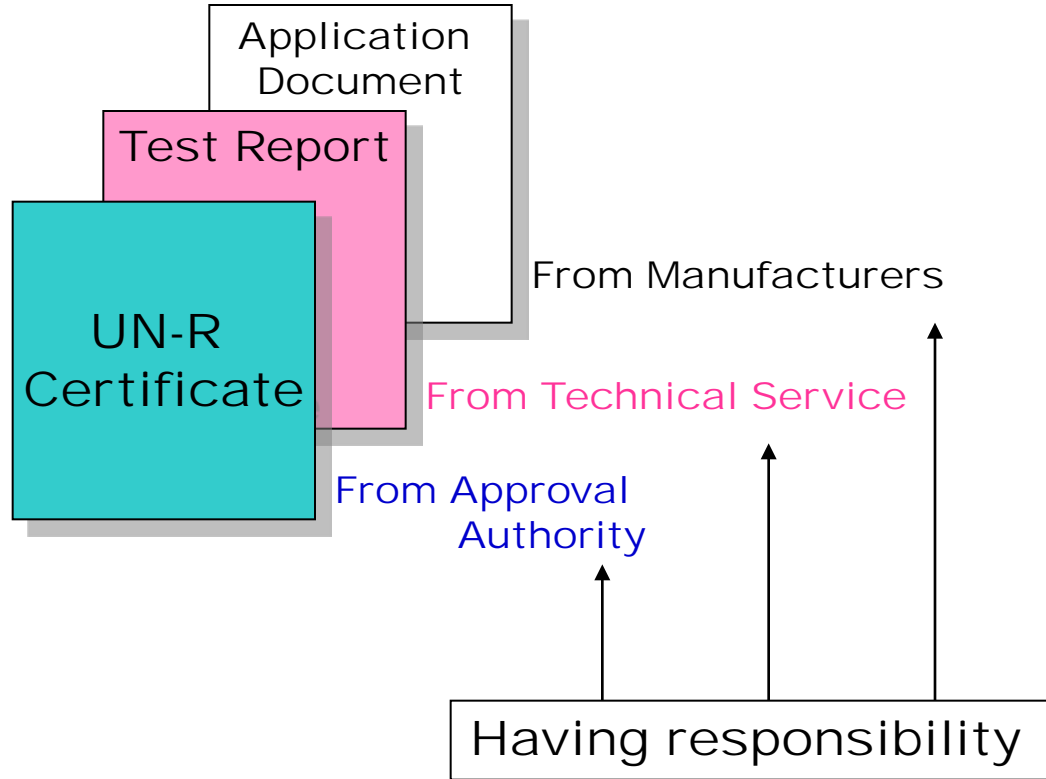 Application
Document
Test Report
UN-R
Certificate
From Manufacturers
From Technical Service
From Approval
Authority
Having responsibility